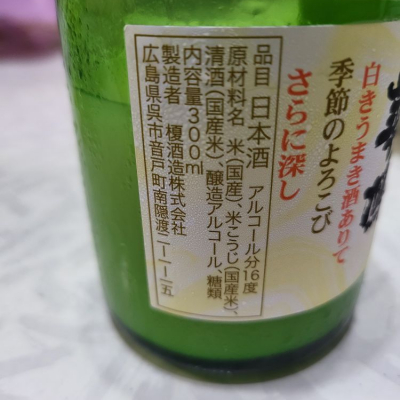 白きうまき酒ありて
季節のよろこび
さらに深し
品目 日本酒 アルコール分16度
原材料名 米(国産)、米こうじ(国産米)、
清酒(国産米)、醸造アルコール、糖類
内容量300ml
製造者 榎酒造株式会社
広島県呉市音戸町南隠渡二ー一ー一五